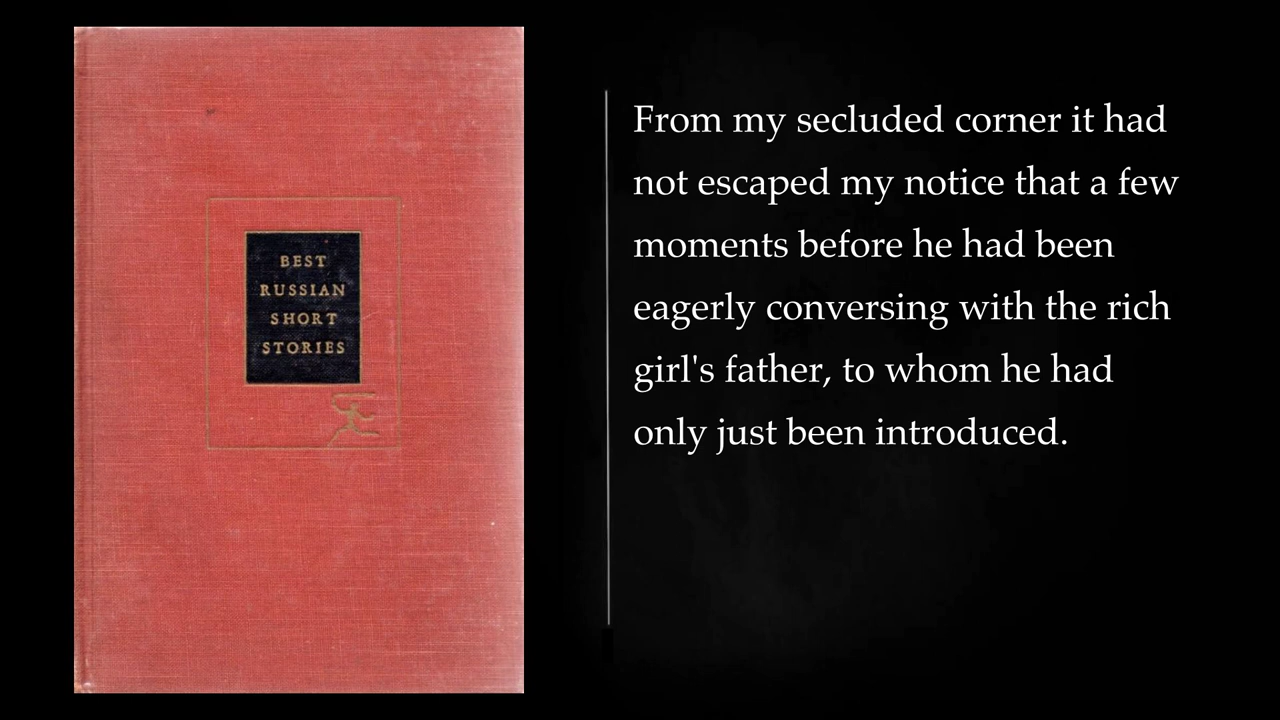 BEST
RUSSIAN
SHORT
STORIES
From my secluded corner it had
not escaped my notice that a few
moments before he had been
eagerly conversing with the rich
girl's father, to whom he had
only just been introduced.